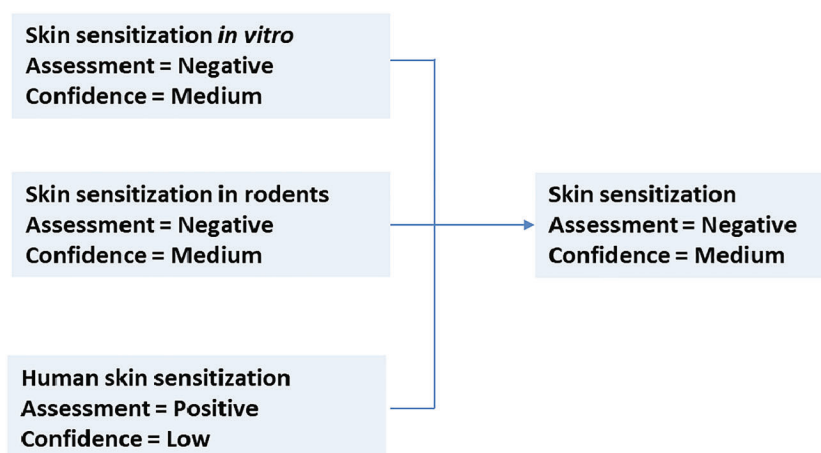 Skin sensitization in vitro
Assessment = Negative
Confidence = Medium
Skin sensitization in rodents
Assessment = Negative
Confidence = Medium
Human skin sensitization
Assessment = Positive
Confidence = Low
Skin sensitization
Assessment = Negative
Confidence = Medium